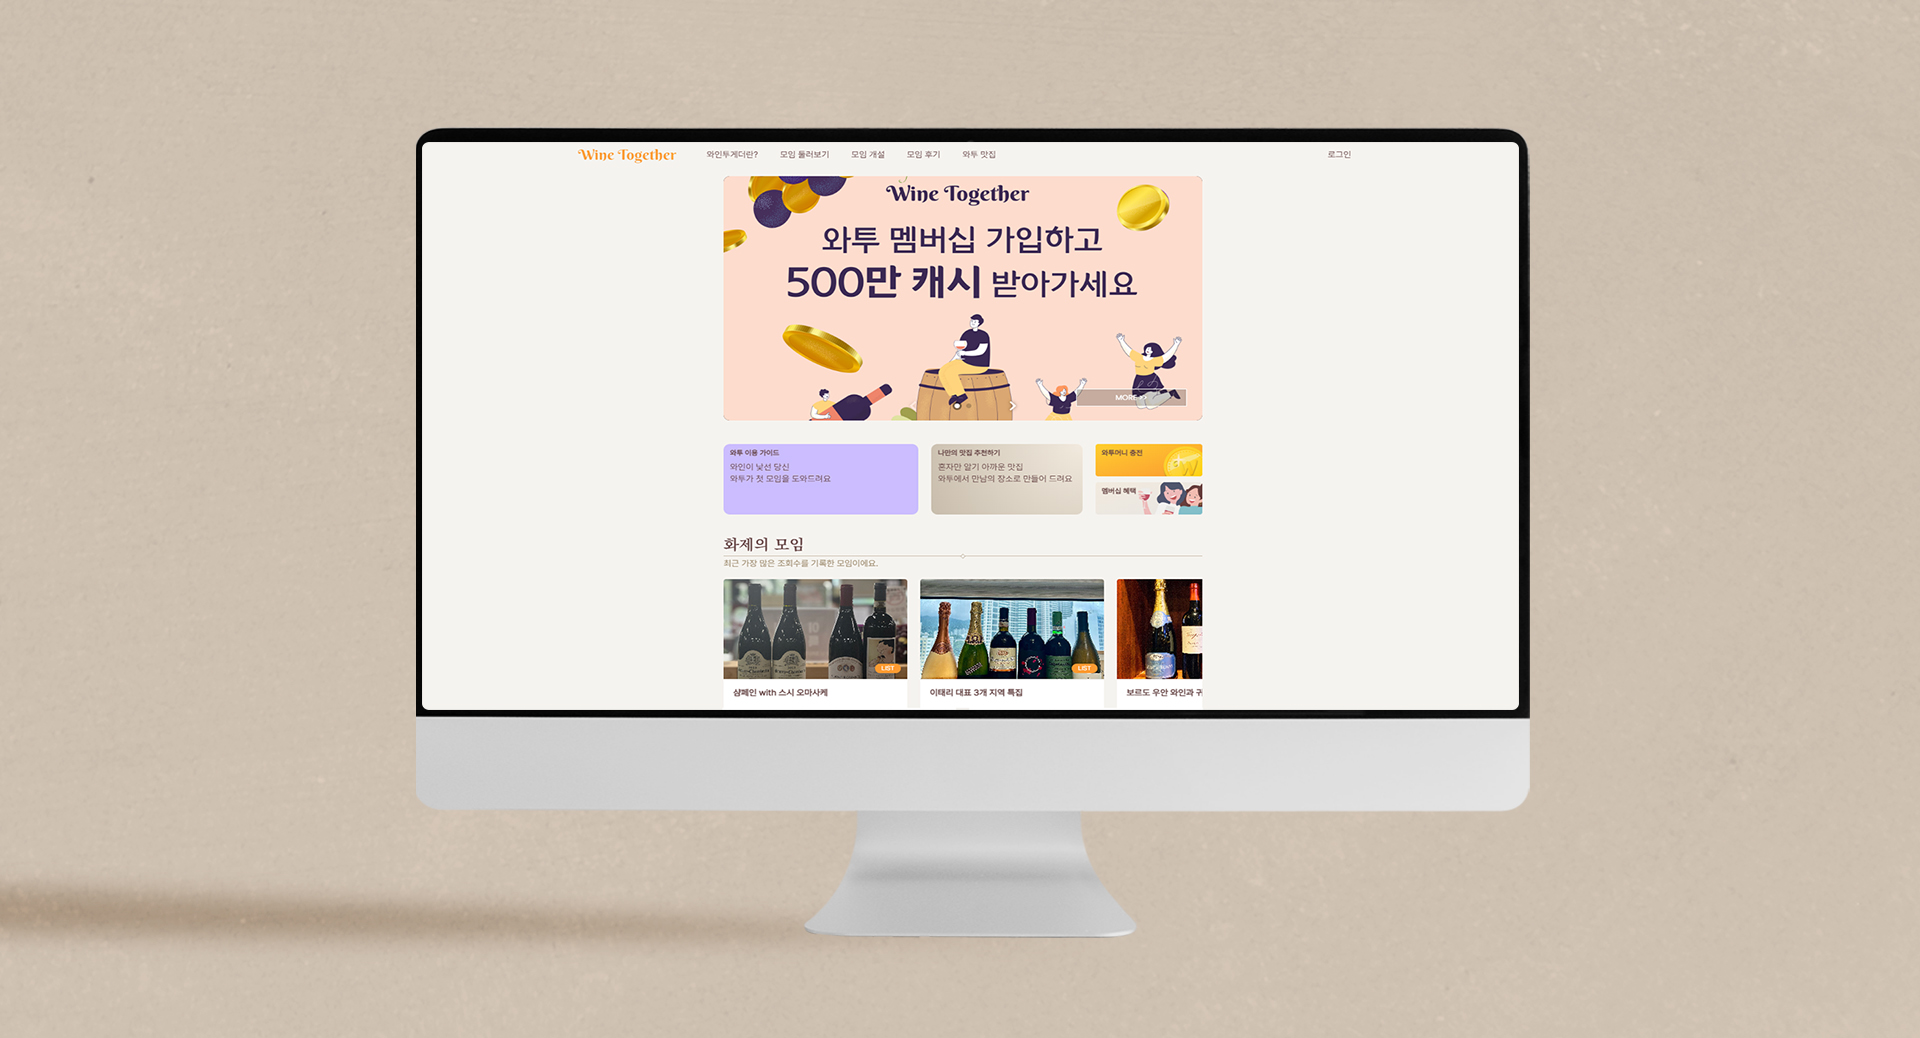 Wine Together
와인투게더란?
모임 둘러보기
모임 개설
모임 후기
와투 맛집
로그인
Wine Together
와투 멤버십 가입하고
500만 캐시 받아가세요
MORE >>
와투 이용 가이드
와인이 낯선 당신
와투가 첫 모임을 도와드려요
나만의 맛집 추천하기
혼자만 알기 아까운 맛집
와투에서 만남의 장소로 만들어 드려요
와투머니 충전
멤버십 혜택
화제의 모임
최근 가장 많은 조회수를 기록한 모임이에요.
LIST
LIST
샴페인 with 스시 오마사케
이태리 대표 3개 지역 특집
보르도 우안 와인과 귀